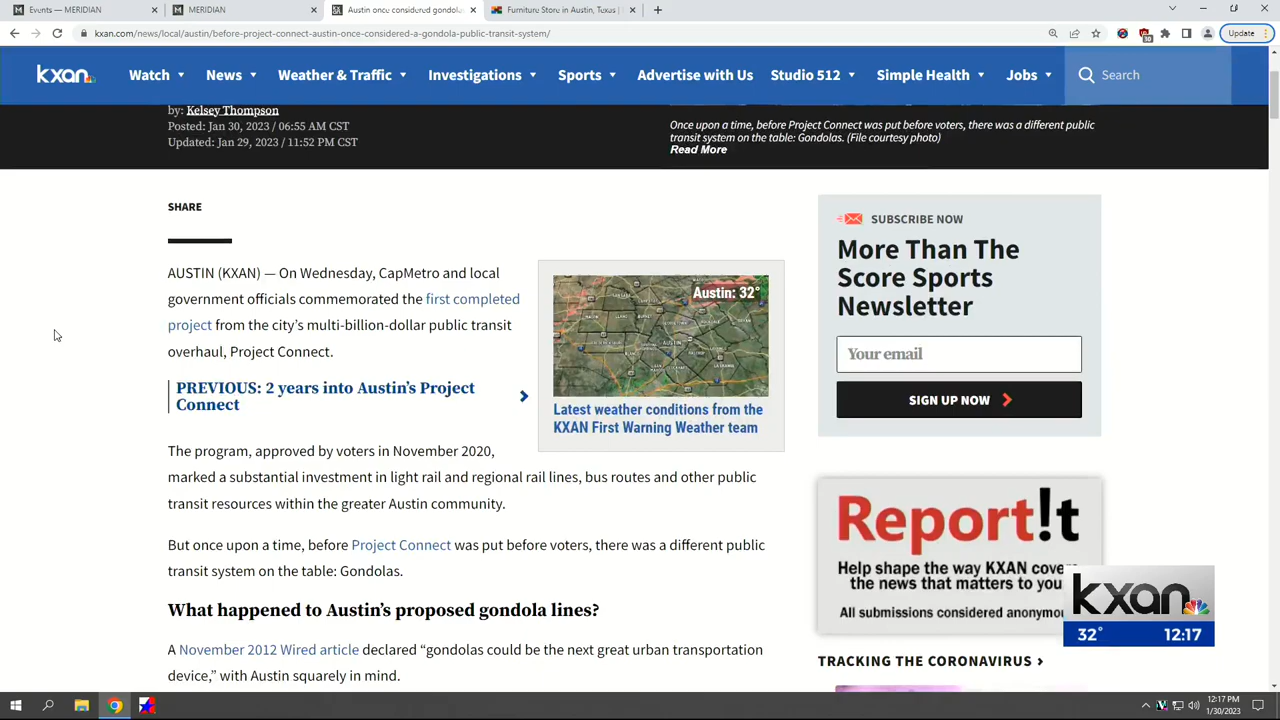 Events — MERIDIAN
MERIDIAN
Austin once considered gondola
Furniture Store in Austin, Texas |
kxan.com/news/local/austin/before-project-connect-austin-once-considered-a-gondola-public-transit-system/
Update
kxan
Watch
News
Weather & Traffic
Investigations
Sports
Advertise with Us
Studio 512
Simple Health
Jobs
Search
by: Kelsey Thompson
Posted: Jan 30, 2023 / 06:55 AM CST
Updated: Jan 29, 2023 / 11:52 PM CST
Once upon a time, before Project Connect was put before voters, there was a different public
transit system on the table: Gondolas. (File courtesy photo)
Read More
SHARE
AUSTIN (KXAN) — On Wednesday, CapMetro and local
government officials commemorated the first completed
project from the city’s multi-billion-dollar public transit
overhaul, Project Connect.
PREVIOUS: 2 years into Austin’s Project
Connect
Austin: 32°
AUSTIN
Latest weather conditions from the
KXAN First Warning Weather team
The program, approved by voters in November 2020,
marked a substantial investment in light rail and regional rail lines, bus routes and other public
transit resources within the greater Austin community.
But once upon a time, before Project Connect was put before voters, there was a different public
transit system on the table: Gondolas.
What happened to Austin’s proposed gondola lines?
A November 2012 Wired article declared “gondolas could be the next great urban transportation
device,” with Austin squarely in mind.
SUBSCRIBE NOW
More Than The
Score Sports
Newsletter
Your email
SIGN UP NOW
Report!t
Help shape the way KXAN covers
the news that matters to you
All submissions considered anonymou
TRACKING THE CORONAVIRUS
kxan
32° 12:17
12:17 PM
1/30/2023